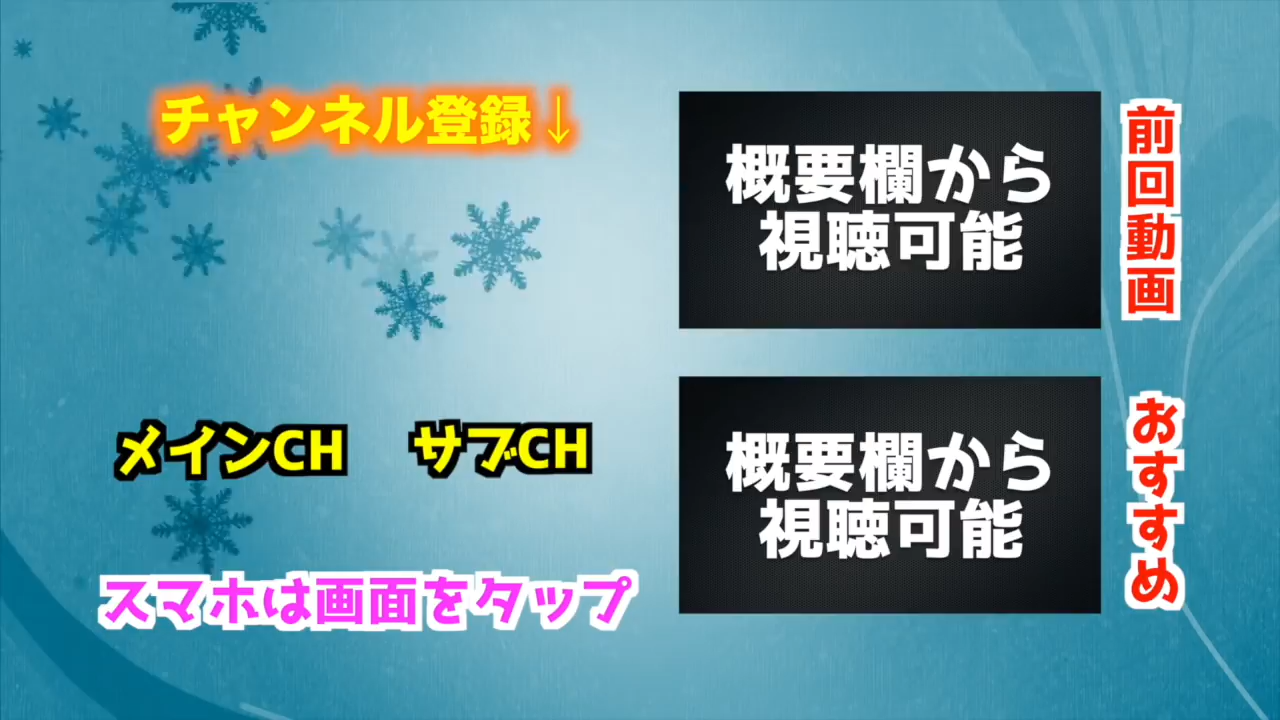 チャンネル登録↓
概要欄から
視聴可能
前回動画
メインCH
サブCH
概要欄から
視聴可能
おすすめ
スマホは画面をタップ